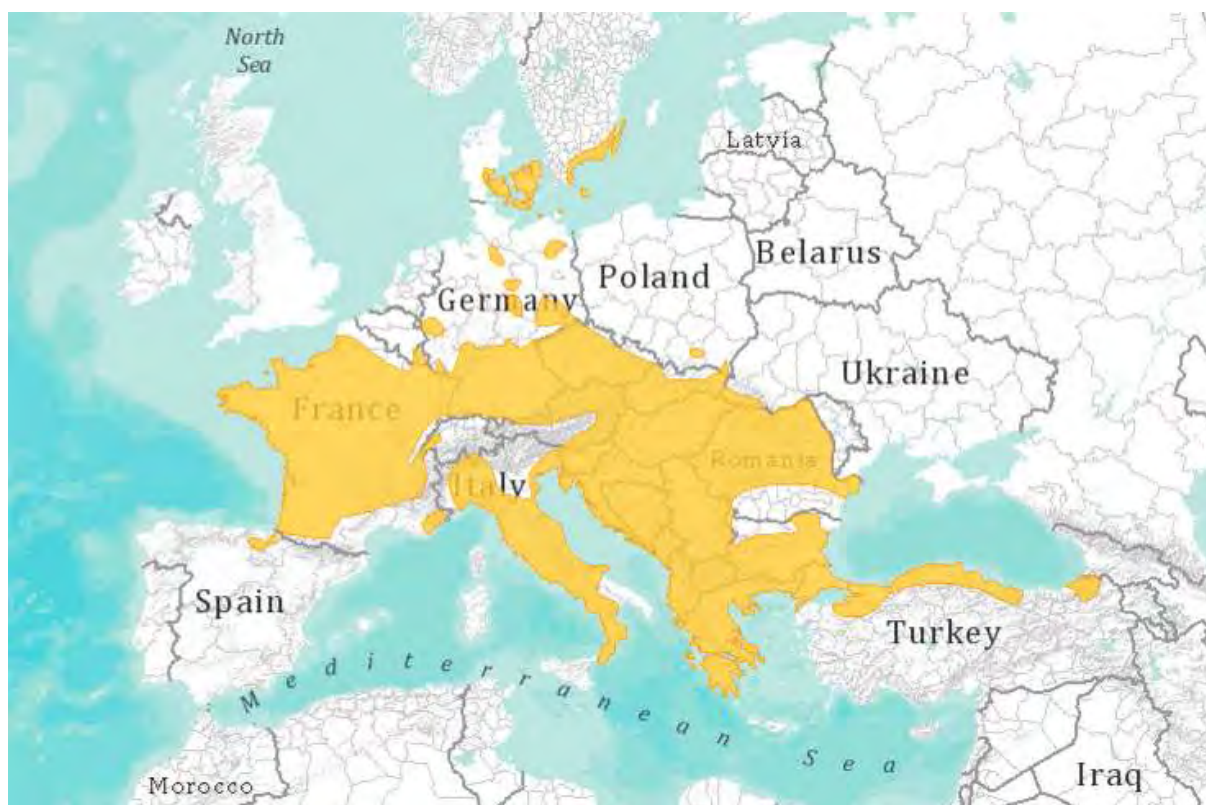 North
Sea
Latvia
Belarus
Poland
Germany
Ukraine
France
Romania
Italy
Spain
Turkey
Mediterranean Sea
Iraq
Morocco